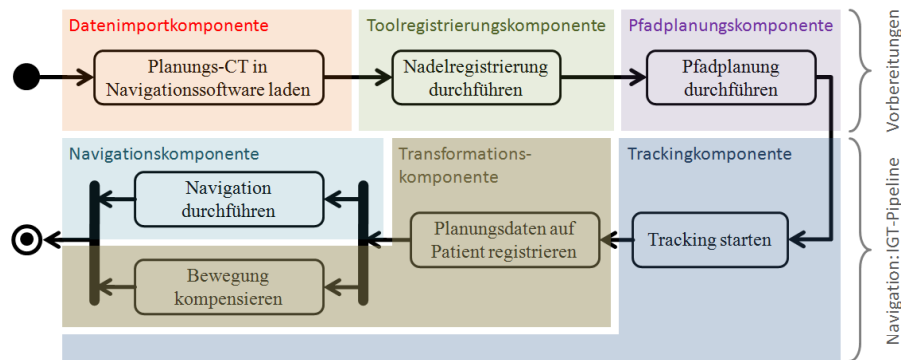 Datenimportkomponente
Toolregistrierungskomponente
Pfadplanungskomponente
Planungs-CT in
Navigationssoftware laden
Nadelregistrierung
durchführen
Pfadplanung
durchführen
Vorbereitungen
Navigationskomponente
Transformations-
komponente
Trackingkomponente
Navigation
durchführen
Planungsdaten auf
Patient registrieren
Tracking starten
Bewegung
kompensieren
Navigation: IGT-Pipeline